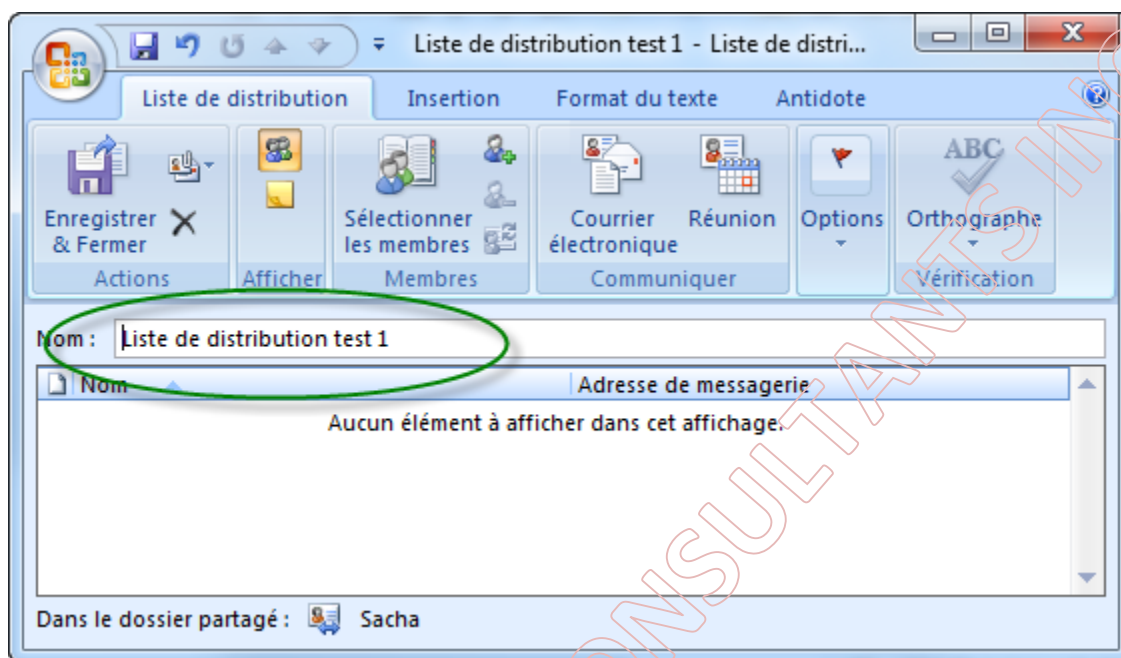 Liste de distribution test 1 - Liste de distri...
Liste de distribution Insertion Format du texte Antidote
Enregistrer & Fermer
Sélectionner les membres
Courrier électronique
Réunion
Options
ABC
Orthographe
Actions Afficher Membres Communiquer Vérification
Nom : Liste de distribution test 1
Nom Adresse de messagerie
Aucun élément à afficher dans cet affichage.
Dans le dossier partagé : Sacha
CONSULTANTS INC